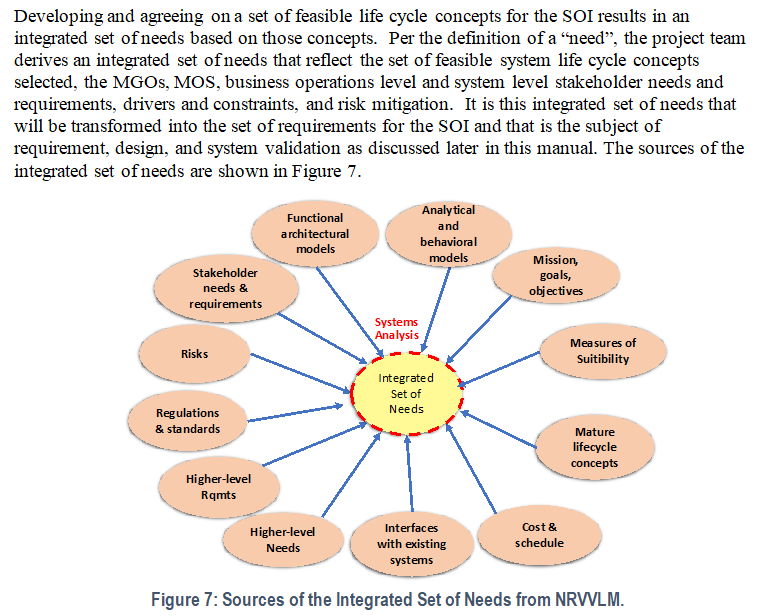 Developing and agreeing on a set of feasible life cycle concepts for the SOI results in an
integrated set of needs based on those concepts.  Per the definition of a “need”, the project team
derives an integrated set of needs that reflect the set of feasible system life cycle concepts
selected, the MGOs, MOS, business operations level and system level stakeholder needs and
requirements, drivers and constraints, and risk mitigation.  It is this integrated set of needs that
will be transformed into the set of requirements for the SOI and that is the subject of
requirement, design, and system validation as discussed later in this manual. The sources of the
integrated set of needs are shown in Figure 7.
Functional
architectural
models
Analytical
and
behavioral
models
Mission,
goals,
objectives
Stakeholder
needs &
requirements
Systems
Analysis
Risks
Measures of
Suitibility
Integrated
Set of
Needs
Regulations
& standards
Mature
lifecycle
concepts
Higher-level
Rqmts
Higher-level
Needs
Interfaces
with existing
systems
Cost &
schedule
Figure 7: Sources of the Integrated Set of Needs from NRVVLM.